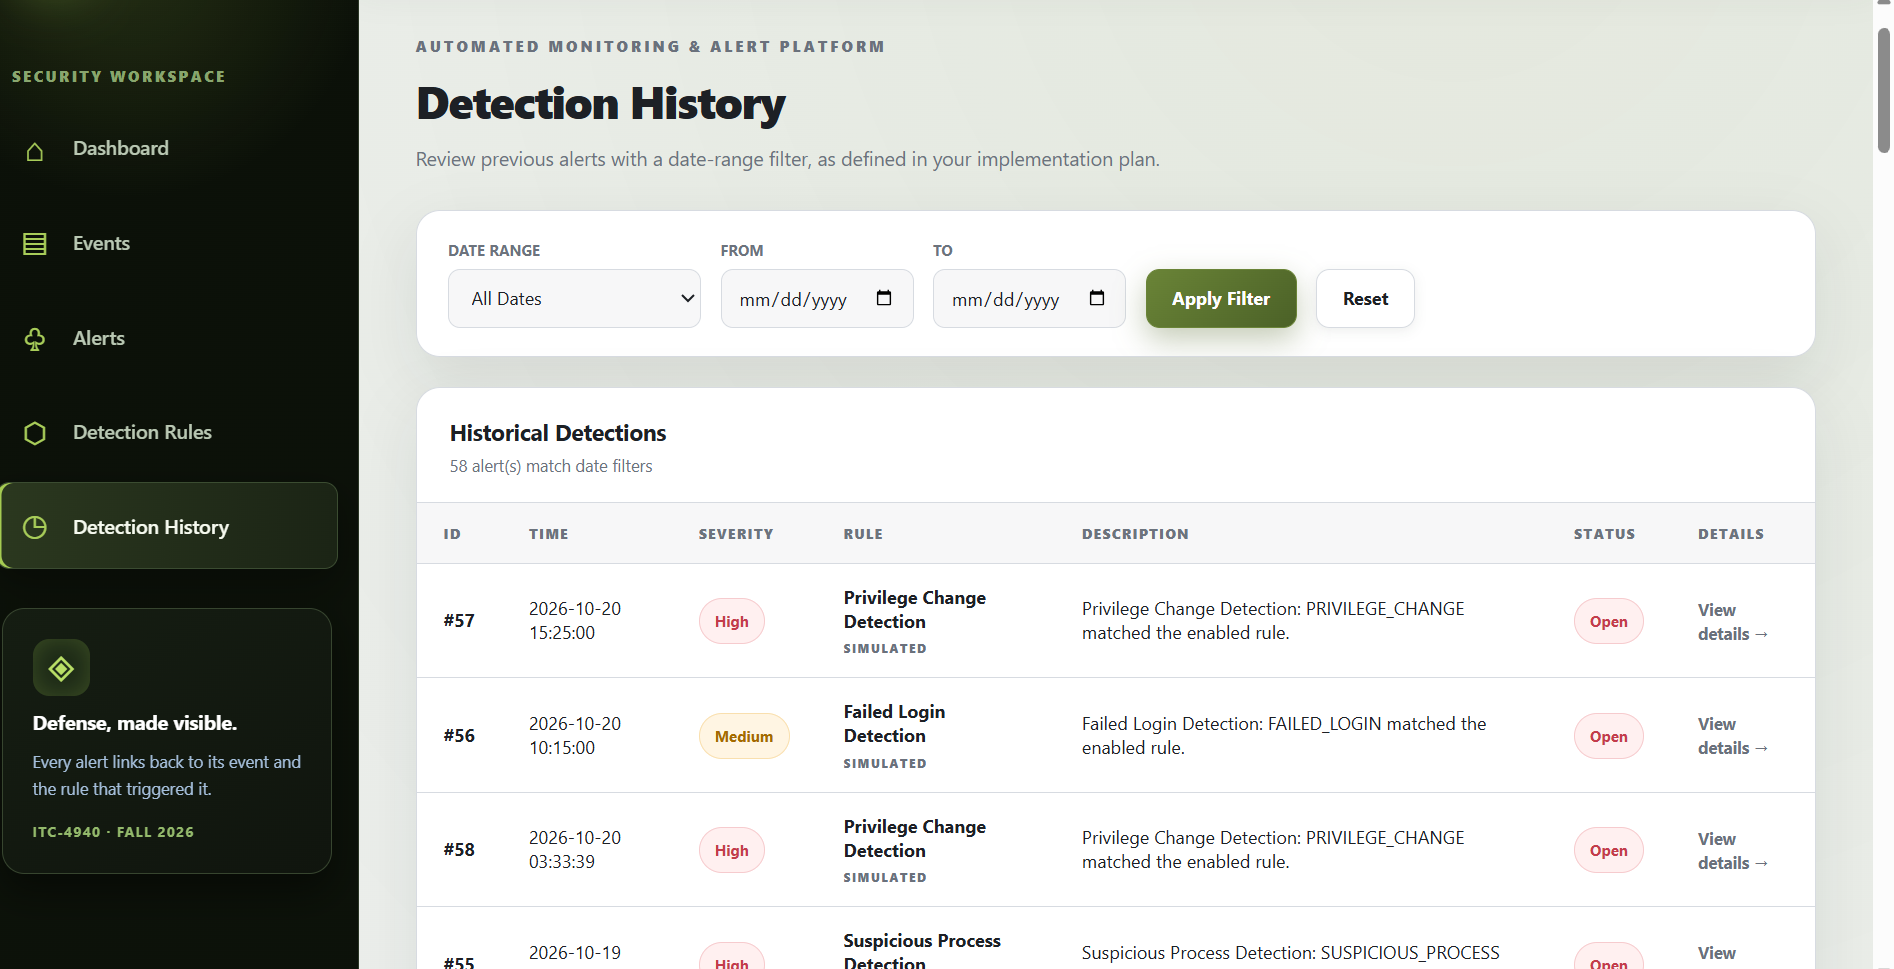 SECURITY WORKSPACE
Dashboard
Events
Alerts
Detection Rules
Detection History
Defense, made visible.
Every alert links back to its event and
the rule that triggered it.
ITC-4940 · FALL 2026
AUTOMATED MONITORING & ALERT PLATFORM
Detection History
Review previous alerts with a date-range filter, as defined in your implementation plan.
DATE RANGE FROM TO
All Dates mm/dd/yyyy mm/dd/yyyy Apply Filter Reset
Historical Detections
58 alert(s) match date filters
ID TIME SEVERITY RULE DESCRIPTION STATUS DETAILS
#57
2026-10-20
15:25:00
High
Privilege Change
Detection
SIMULATED
Privilege Change Detection: PRIVILEGE_CHANGE
matched the enabled rule.
Open
View
details →
#56
2026-10-20
10:15:00
Medium
Failed Login
Detection
SIMULATED
Failed Login Detection: FAILED_LOGIN matched the
enabled rule.
Open
View
details →
#58
2026-10-20
03:33:39
High
Privilege Change
Detection
SIMULATED
Privilege Change Detection: PRIVILEGE_CHANGE
matched the enabled rule.
Open
View
details →
#55
2026-10-19
High
Suspicious Process
Detection
Suspicious Process Detection: SUSPICIOUS_PROCESS
Open
View